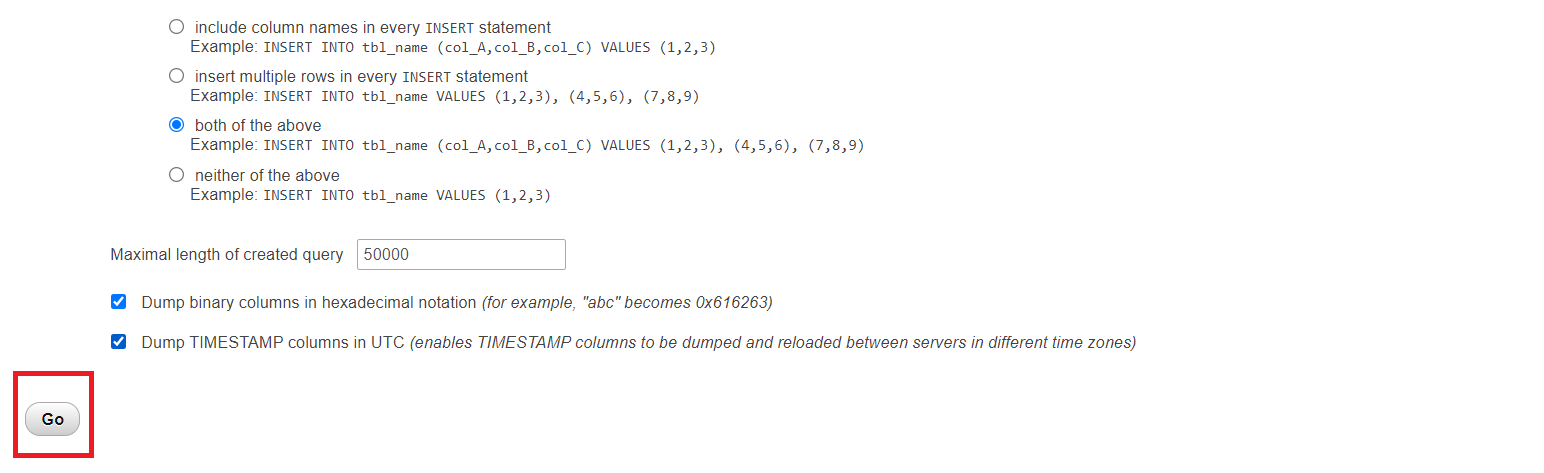 include column names in every INSERT statement
Example: INSERT INTO tbl_name (col_A,col_B,col_C) VALUES (1,2,3)
insert multiple rows in every INSERT statement
Example: INSERT INTO tbl_name VALUES (1,2,3), (4,5,6), (7,8,9)
both of the above
Example: INSERT INTO tbl_name (col_A,col_B,col_C) VALUES (1,2,3), (4,5,6), (7,8,9)
neither of the above
Example: INSERT INTO tbl_name VALUES (1,2,3)
Maximal length of created query 50000
Dump binary columns in hexadecimal notation (for example, "abc" becomes 0x616263)
Dump TIMESTAMP columns in UTC (enables TIMESTAMP columns to be dumped and reloaded between servers in different time zones)
Go